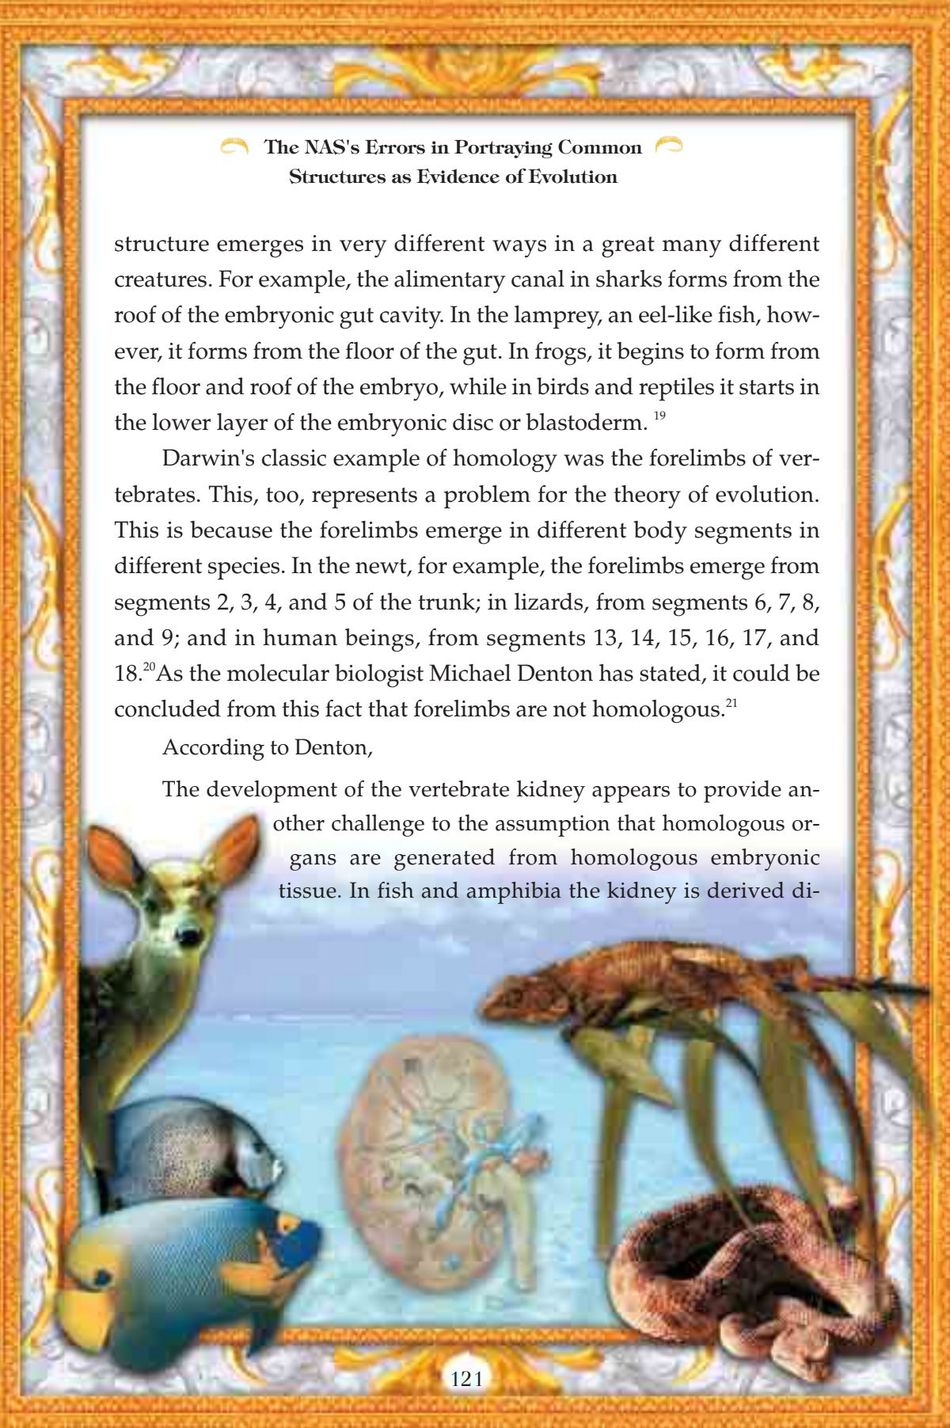 The NAS's Errors in Portraying Common
Structures as Evidence of Evolution
structure emerges in very different ways in a great many different
creatures. For example, the alimentary canal in sharks forms from the
roof of the embryonic gut cavity. In the lamprey, an eel-like fish, how-
ever, it forms from the floor of the gut. In frogs, it begins to form from
the floor and roof of the embryo, while in birds and reptiles it starts in
the lower layer of the embryonic disc or blastoderm. 19
Darwin's classic example of homology was the forelimbs of ver-
tebrates. This, too, represents a problem for the theory of evolution.
This is because the forelimbs emerge in different body segments in
different species. In the newt, for example, the forelimbs emerge from
segments 2, 3, 4, and 5 of the trunk; in lizards, from segments 6, 7, 8,
and 9; and in human beings, from segments 13, 14, 15, 16, 17, and
18.20As the molecular biologist Michael Denton has stated, it could be
concluded from this fact that forelimbs are not homologous.21
According to Denton,
The development of the vertebrate kidney appears to provide an-
other challenge to the assumption that homologous or-
gans are generated from homologous embryonic
tissue. In fish and amphibia the kidney is derived di-
121